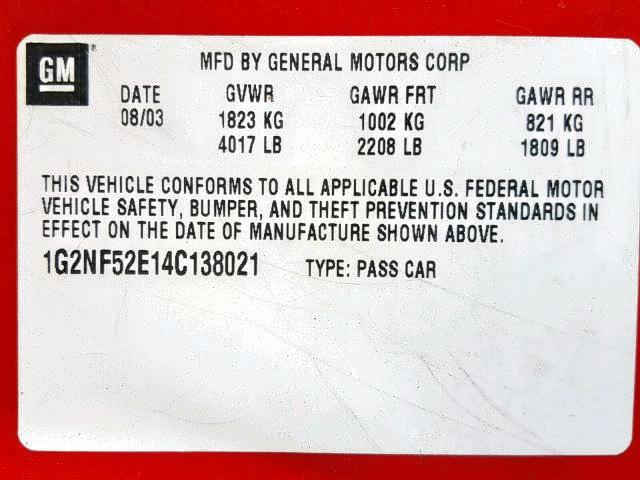 GM
MFD BY GENERAL MOTORS CORP
DATE GVWR GAWR FRT GAWR RR
08/03 1823 KG 1002 KG 821 KG
4017 LB 2208 LB 1809 LB
THIS VEHICLE CONFORMS TO ALL APPLICABLE U.S. FEDERAL MOTOR
VEHICLE SAFETY, BUMPER, AND THEFT PREVENTION STANDARDS IN
EFFECT ON THE DATE OF MANUFACTURE SHOWN ABOVE.
1G2NF52E14C138021 TYPE: PASS CAR